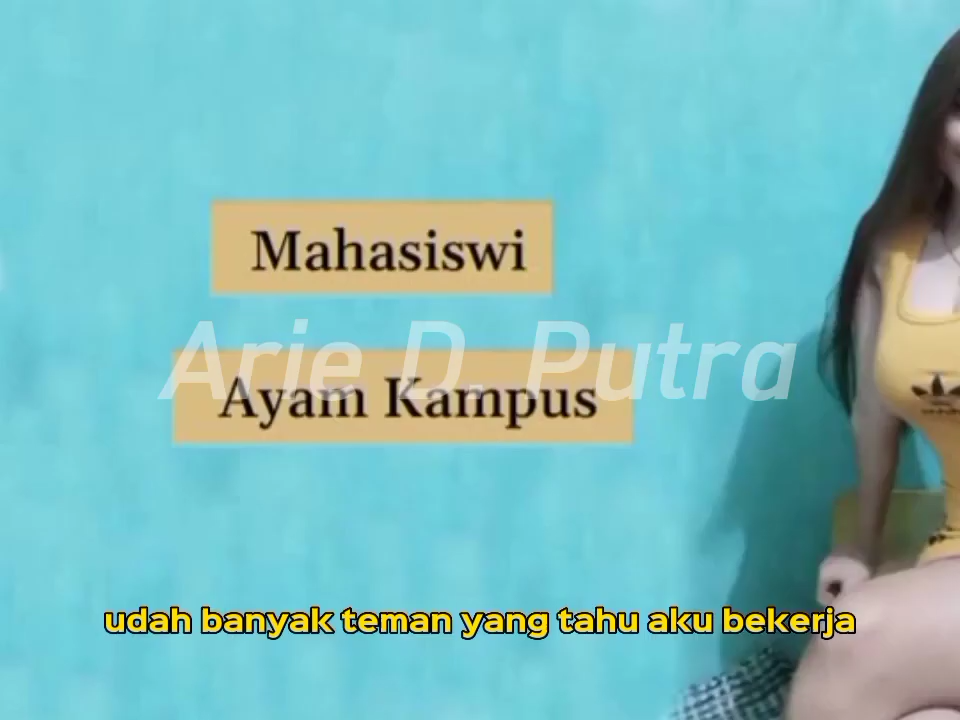 Mahasiswi
Arie D. Putra
Ayam Kampus
udah banyak teman yang tahu aku bekerja